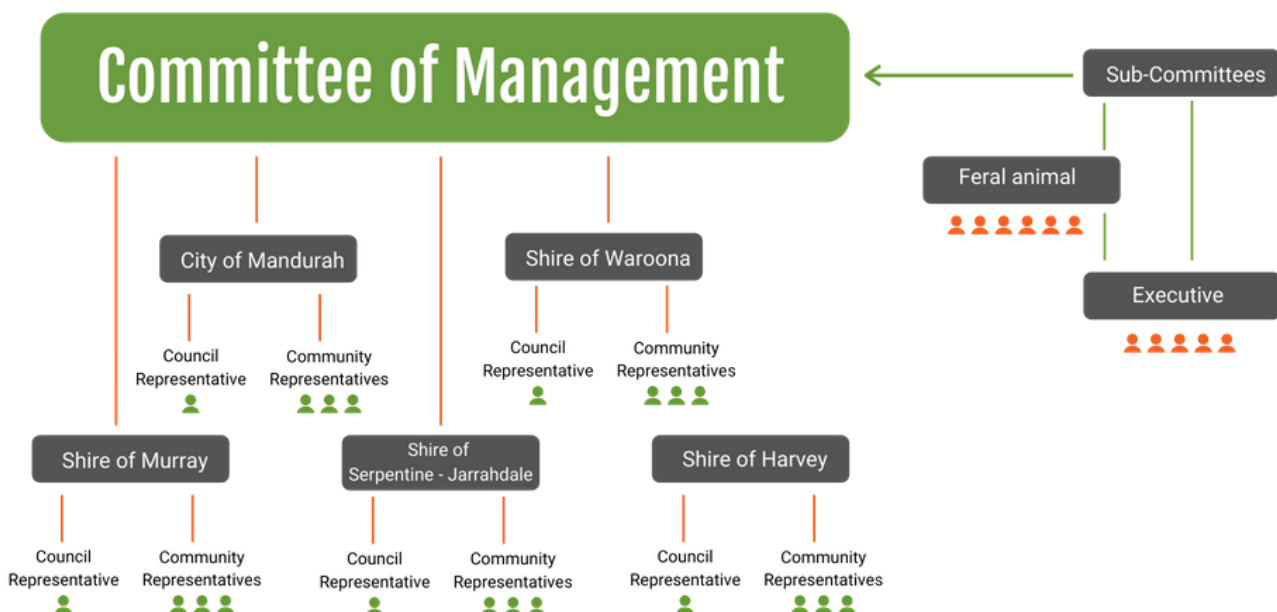 Committee of Management
Sub-Committees
Feral animal
Executive
City of Mandurah
Shire of Waroona
Council
Representative
Community
Representatives
Council
Representative
Community
Representatives
Shire of Murray
Shire of
Serpentine - Jarrahdale
Shire of Harvey
Council
Representative
Community
Representatives
Council
Representative
Community
Representatives
Council
Representative
Community
Representatives